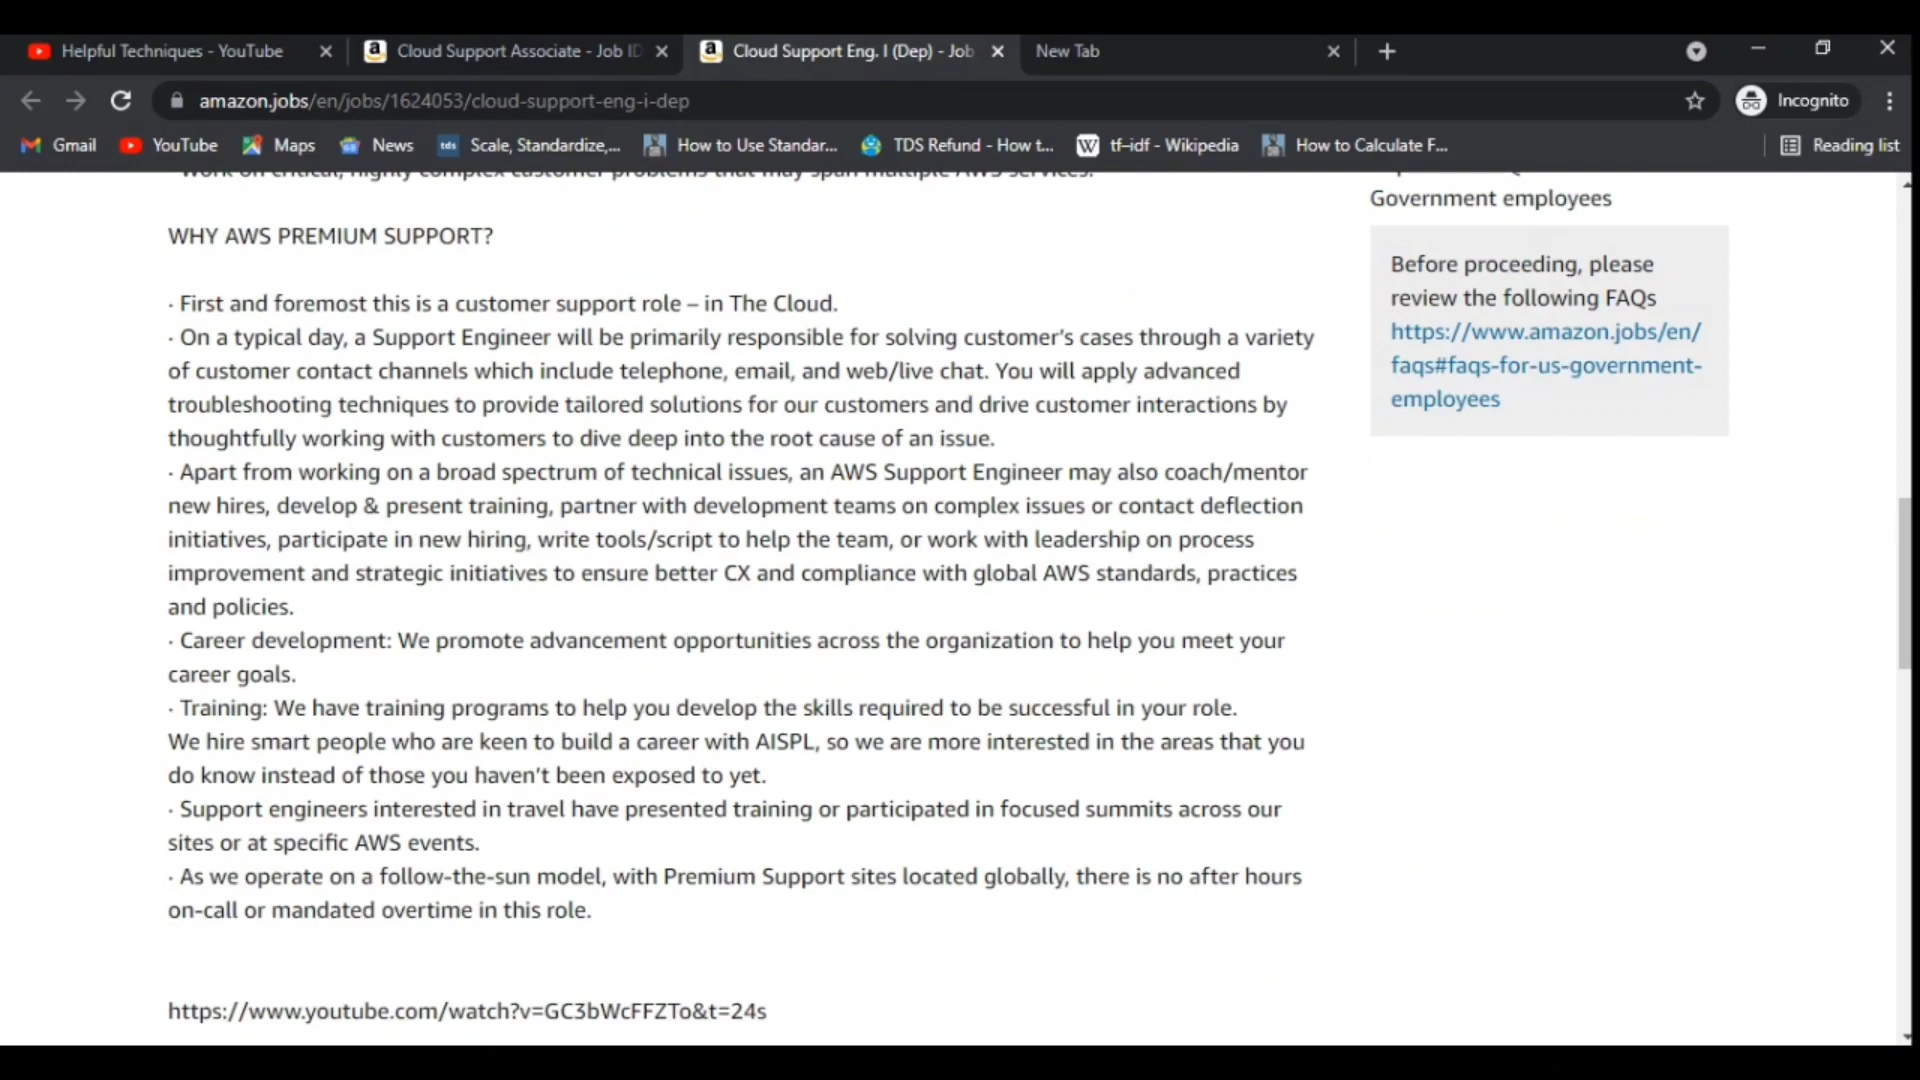 Helpful Techniques - YouTube
Cloud Support Associate - Job ID
Cloud Support Eng. I (Dep) - Job
New Tab
amazon.jobs/en/jobs/1624053/cloud-support-eng-i-dep
Incognito
Gmail
YouTube
Maps
News
tds
Scale, Standardize,...
How to Use Standar...
TDS Refund - How t...
W
tf–idf - Wikipedia
How to Calculate F...
Reading list
Work on critical, highly complex customer problems that may span multiple AWS services.
WHY AWS PREMIUM SUPPORT?
· First and foremost this is a customer support role – in The Cloud.
· On a typical day, a Support Engineer will be primarily responsible for solving customer's cases through a variety
of customer contact channels which include telephone, email, and web/live chat. You will apply advanced
troubleshooting techniques to provide tailored solutions for our customers and drive customer interactions by
thoughtfully working with customers to dive deep into the root cause of an issue.
· Apart from working on a broad spectrum of technical issues, an AWS Support Engineer may also coach/mentor
new hires, develop & present training, partner with development teams on complex issues or contact deflection
initiatives, participate in new hiring, write tools/script to help the team, or work with leadership on process
improvement and strategic initiatives to ensure better CX and compliance with global AWS standards, practices
and policies.
· Career development: We promote advancement opportunities across the organization to help you meet your
career goals.
· Training: We have training programs to help you develop the skills required to be successful in your role.
We hire smart people who are keen to build a career with AISPL, so we are more interested in the areas that you
do know instead of those you haven't been exposed to yet.
· Support engineers interested in travel have presented training or participated in focused summits across our
sites or at specific AWS events.
· As we operate on a follow-the-sun model, with Premium Support sites located globally, there is no after hours
on-call or mandated overtime in this role.
https://www.youtube.com/watch?v=GC3bWcFFZTo&t=24s
Government employees
Before proceeding, please
review the following FAQs
https://www.amazon.jobs/en/
faqs#faqs-for-us-government-
employees